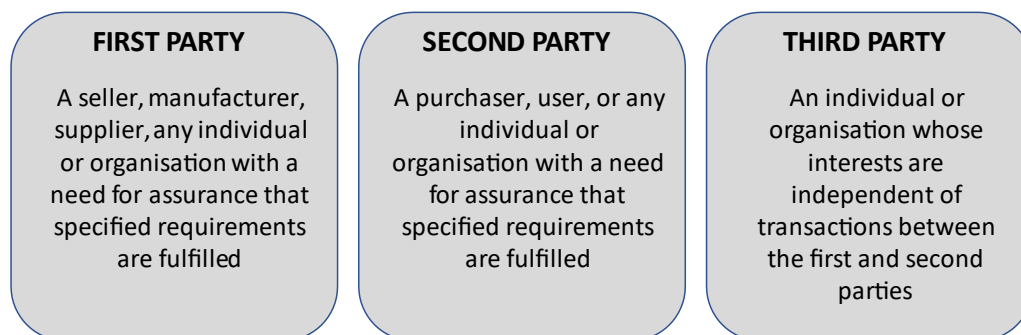 FIRST PARTY
A seller, manufacturer,
supplier, any individual
or organisation with a
need for assurance that
specified requirements
are fulfilled
SECOND PARTY
A purchaser, user, or any
individual or
organisation with a need
for assurance that
specified requirements
are fulfilled
THIRD PARTY
An individual or
organisation whose
interests are
independent of
transactions between
the first and second
parties